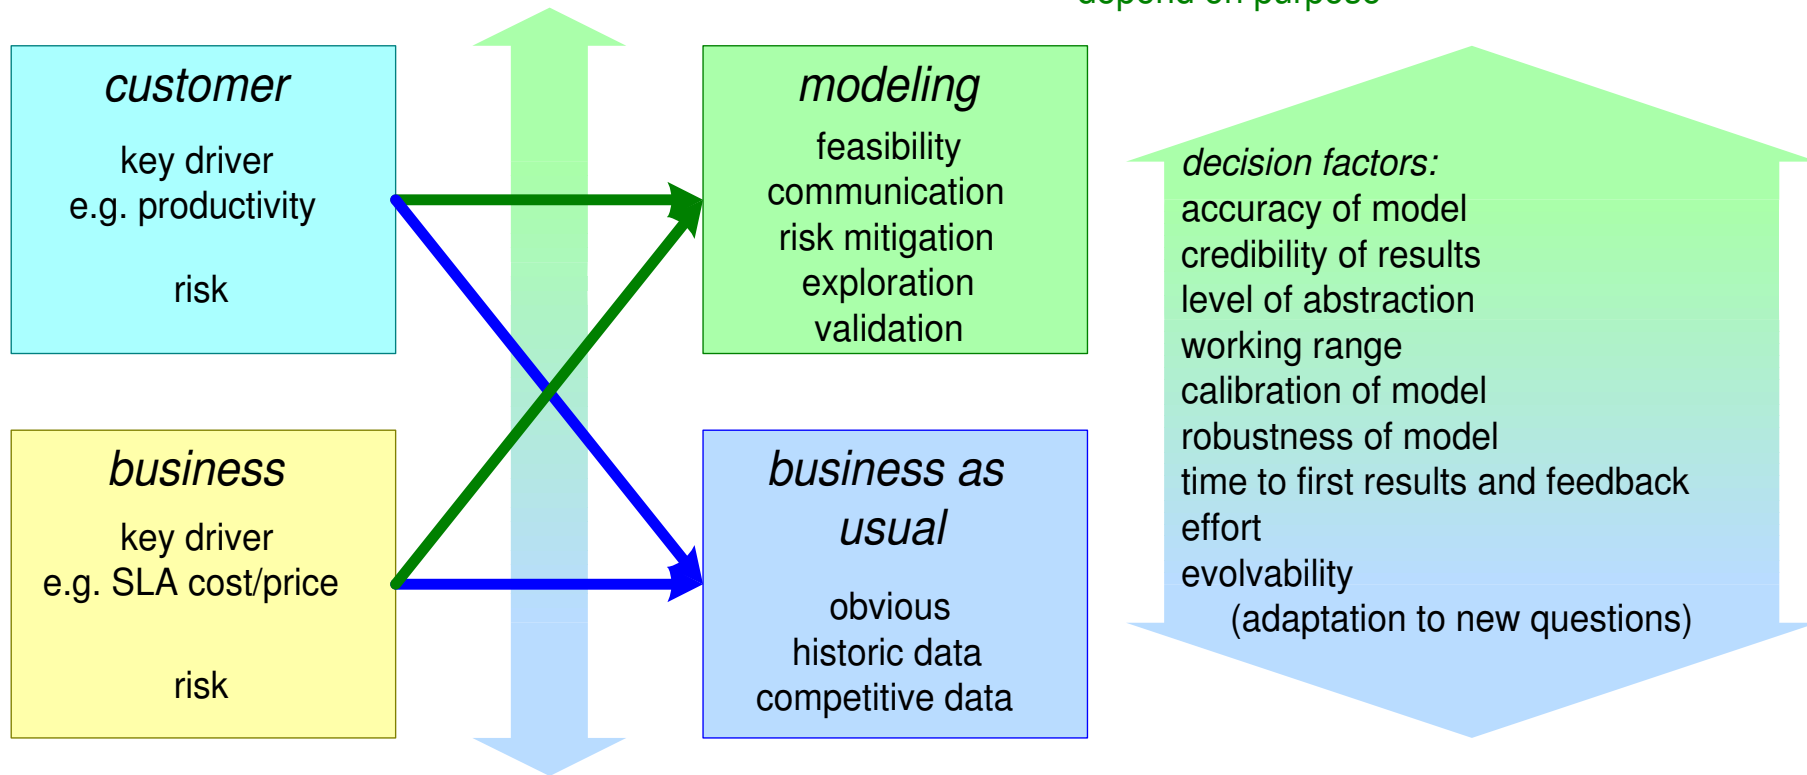 depend on purpose
customer
key driver
e.g. productivity
risk
modeling
feasibility
communication
risk mitigation
exploration
validation
business
key driver
e.g. SLA cost/price
risk
business as
usual
obvious
historic data
competitive data
decision factors:
accuracy of model
credibility of results
level of abstraction
working range
calibration of model
robustness of model
time to first results and feedback
effort
evolvability
(adaptation to new questions)